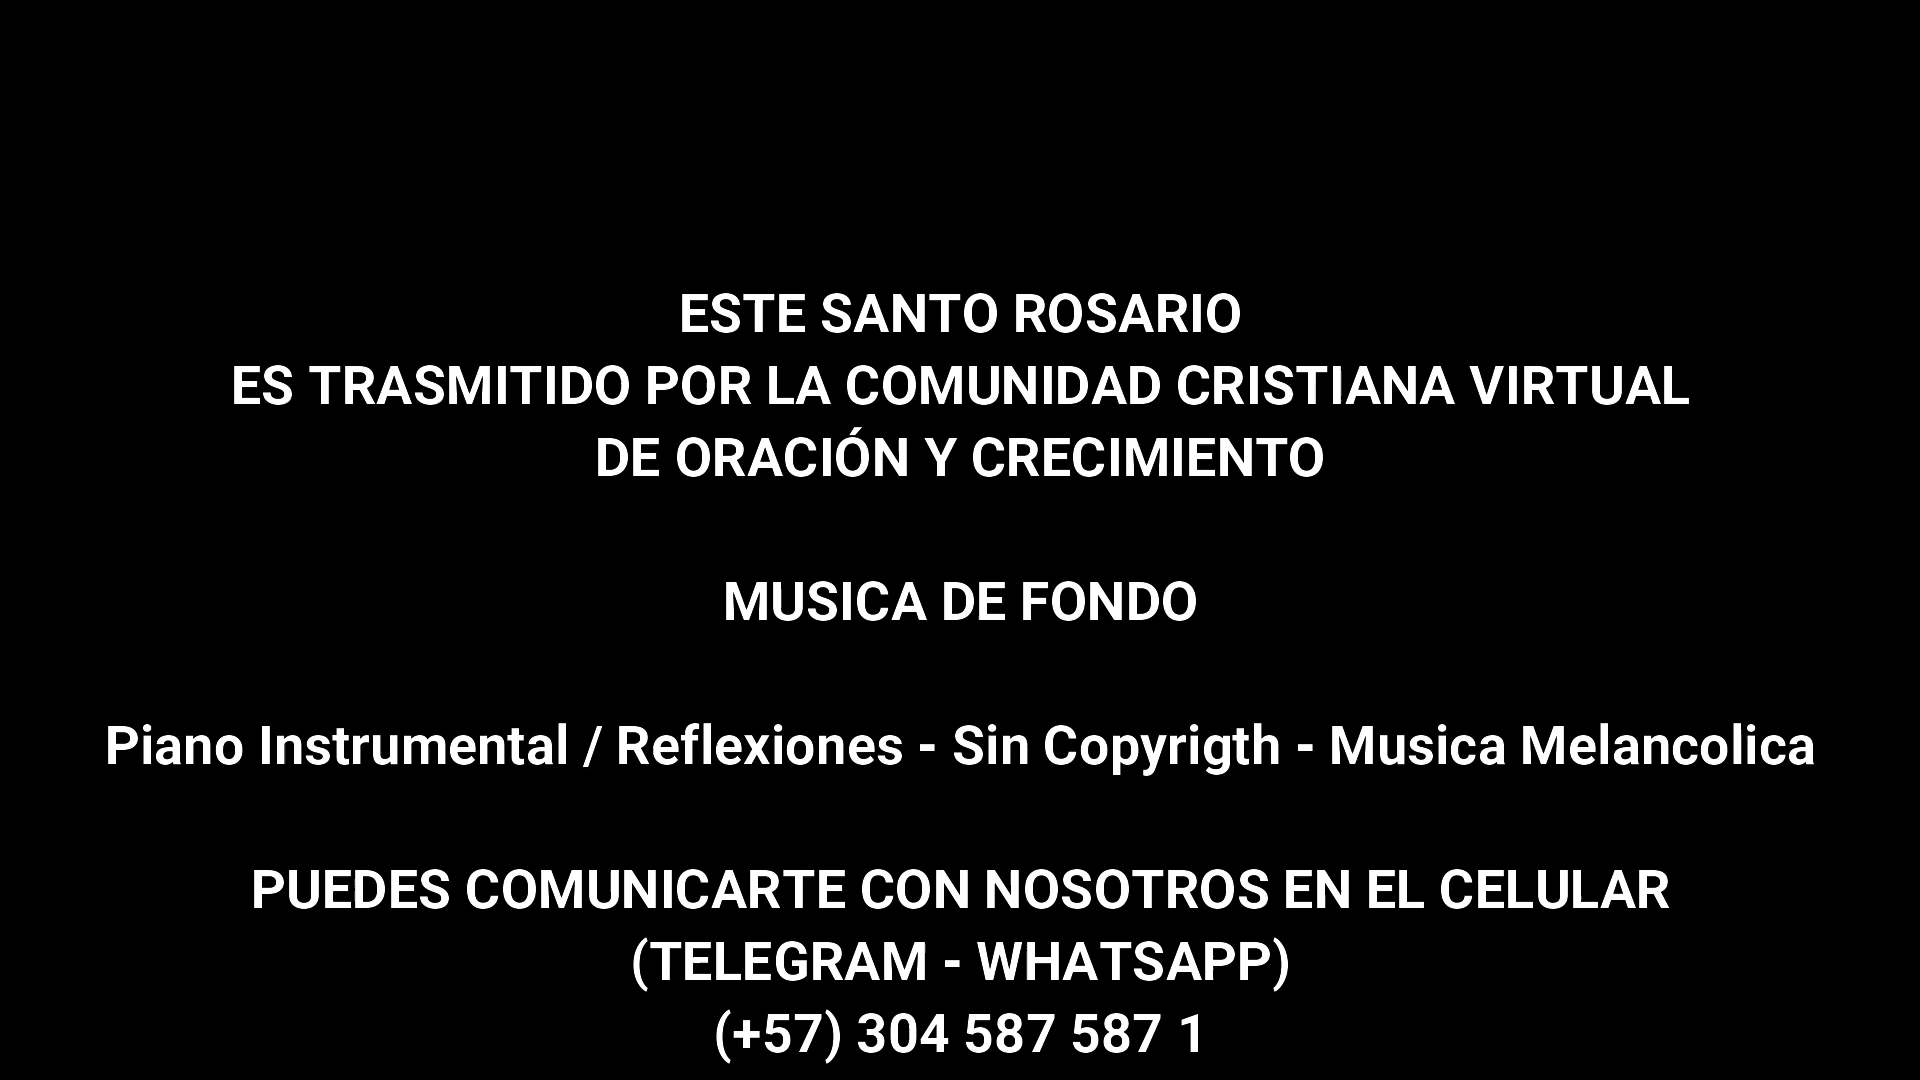 ESTE SANTO ROSARIO
ES TRASMITIDO POR LA COMUNIDAD CRISTIANA VIRTUAL
DE ORACIÓN Y CRECIMIENTO
MUSICA DE FONDO
Piano Instrumental / Reflexiones - Sin Copyrigth - Musica Melancolica
PUEDES COMUNICARTE CON NOSOTROS EN EL CELULAR
(TELEGRAM - WHATSAPP)
(+57) 304 587 587 1